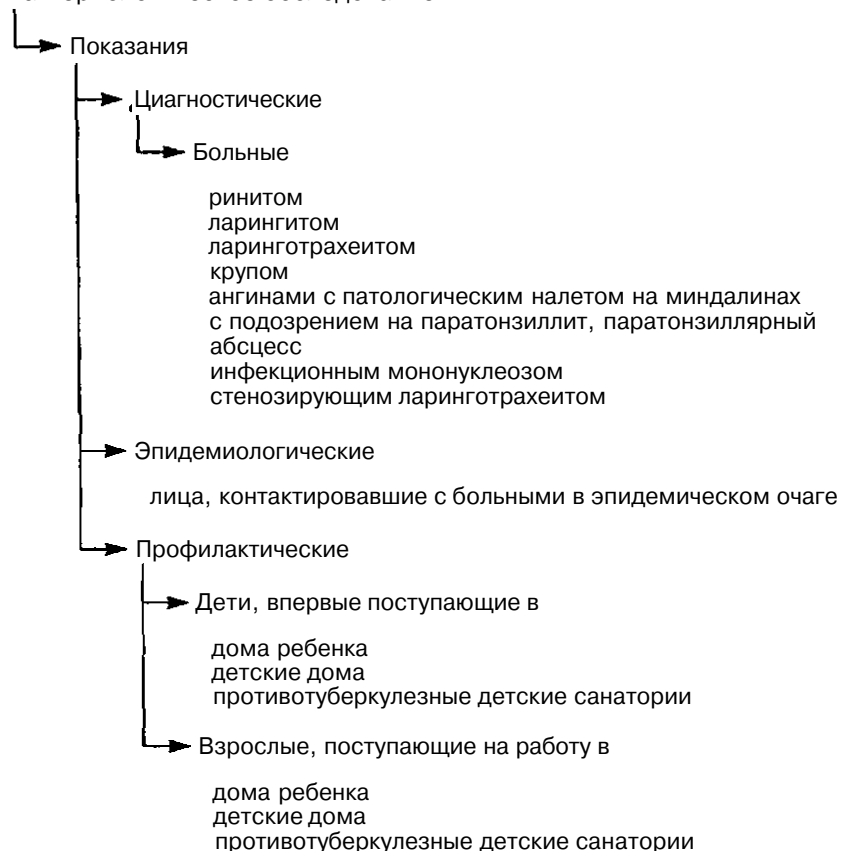 Показания
Циагностические
Больные
ринитом
ларингитом
ларинготрахеитом
крупом
ангинами с патологическим налетом на миндалинах
с подозрением на паратонзиллит, паратонзиллярный
абсцесс
инфекционным мононуклеозом
стенозирующим ларинготрахеитом
Эпидемиологические
лица, контактировавшие с больными в эпидемическом очаге
Профилактические
Дети, впервые поступающие в
дома ребенка
детские дома
противотуберкулезные детские санатории
Взрослые, поступающие на работу в
дома ребенка
детские дома
противотуберкулезные детские санатории